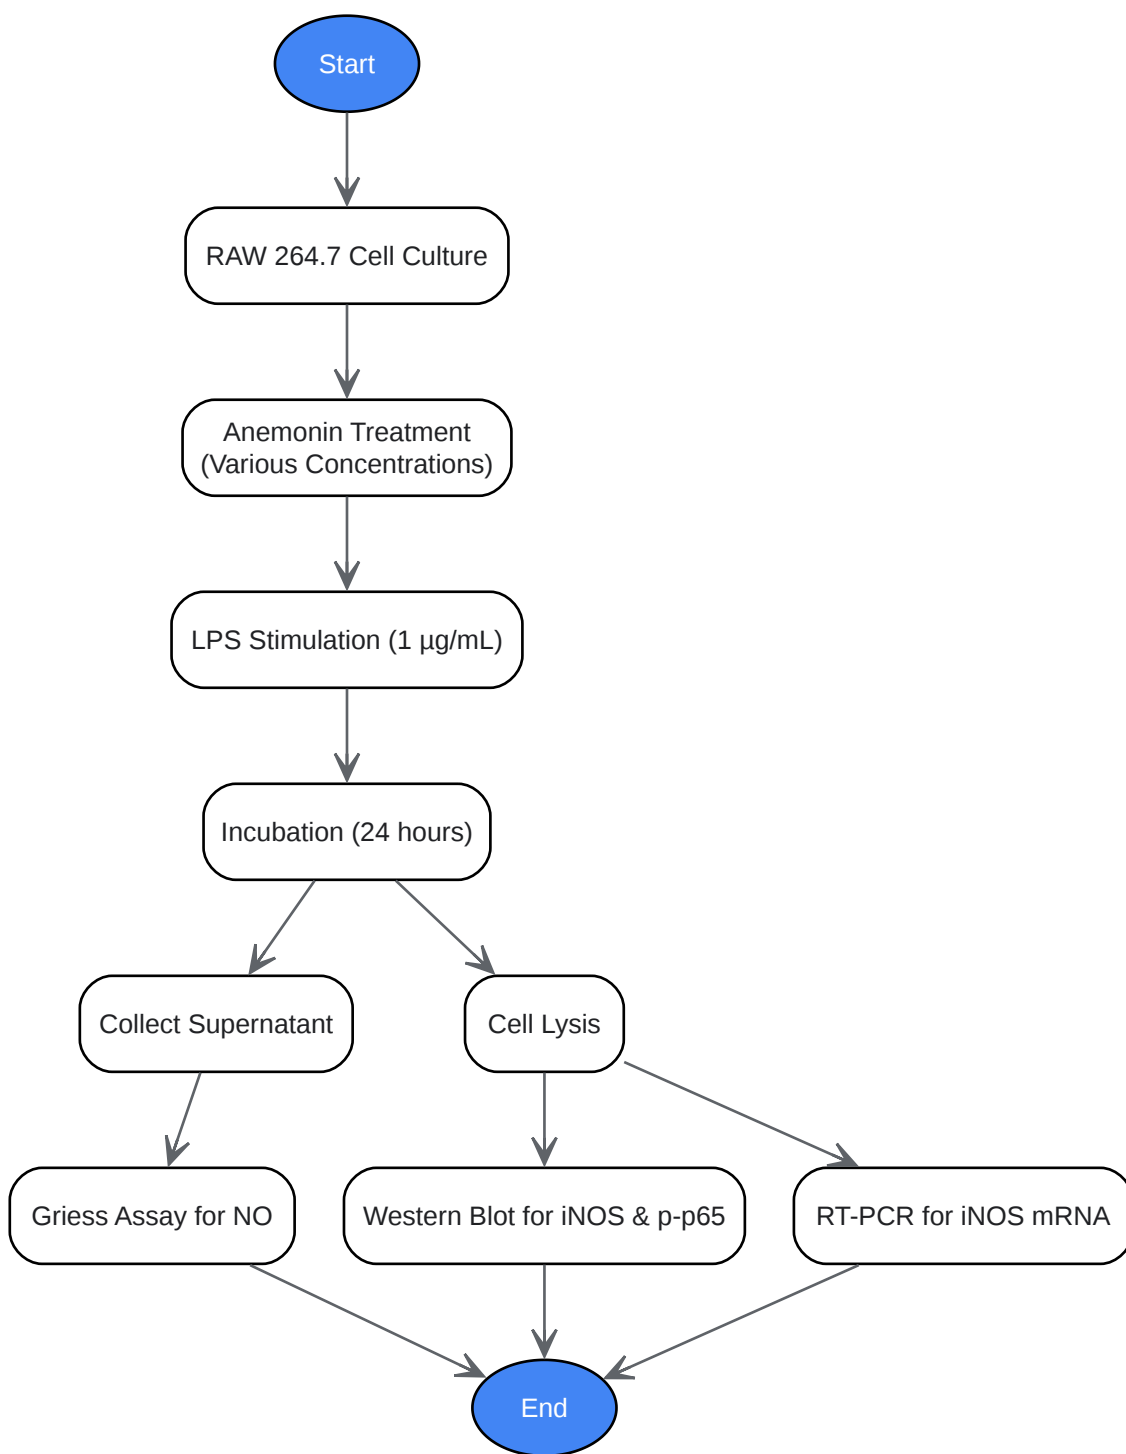 Start
RAW 264.7 Cell Culture
Anemonin Treatment
(Various Concentrations)
LPS Stimulation (1 µg/mL)
Incubation (24 hours)
Collect Supernatant
Cell Lysis
Griess Assay for NO
Western Blot for iNOS & p-p65
RT-PCR for iNOS mRNA
End